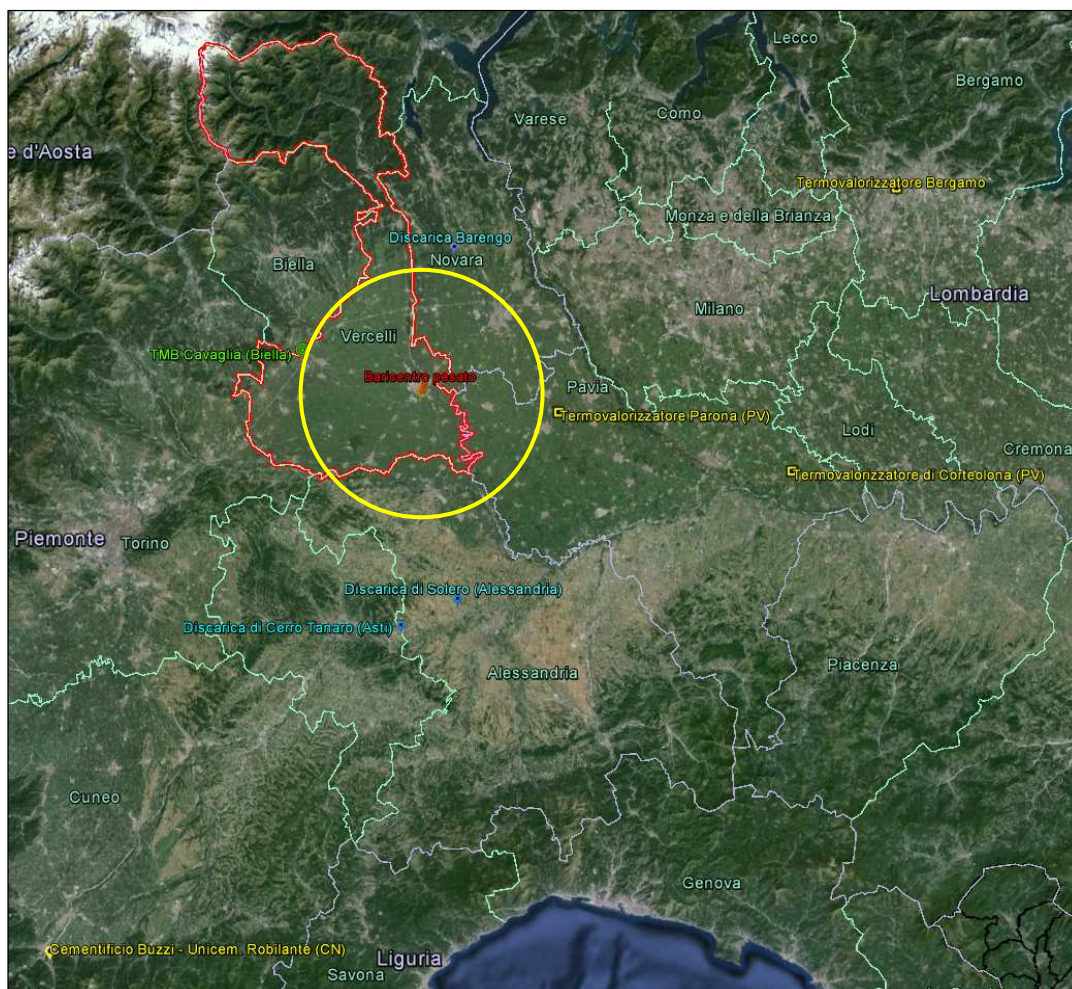 Lecco
Bergamo
Como
Varese
e d'Aosta
Termovalorizzatore Bergamo
Monza e della Brianza
Discarica Barengo
Novara
Biella
Lombardia
Milano
Vercelli
TMB Cavaglià (Biella)
Baricentro pesato
Pavia
Termovalorizzatore Parona (PV)
Lodi
Cremona
Termovalorizzatore di Corteolona (PV)
Piemonte
Torino
Discarica di Solero (Alessandria)
Discarica di Cerro Tanaro (Asti)
Alessandria
Piacenza
Cuneo
Genova
Cementificio Buzzi - Unicem. Robilante (CN)
Liguria
Savona